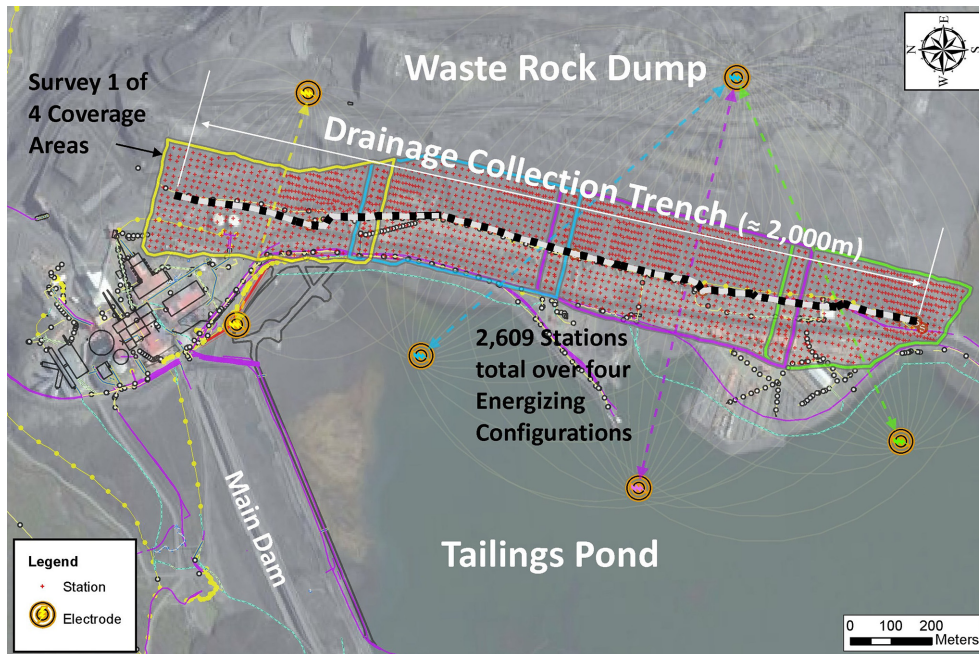 Waste Rock Dump
Survey 1 of
4 Coverage
Areas
Drainage Collection Trench (≈ 2,000m)
2,609 Stations
total over four
Energizing
Configurations
Main Dam
Tailings Pond
Legend
Station
Electrode
N
E
S
W
0 100 200
Meters